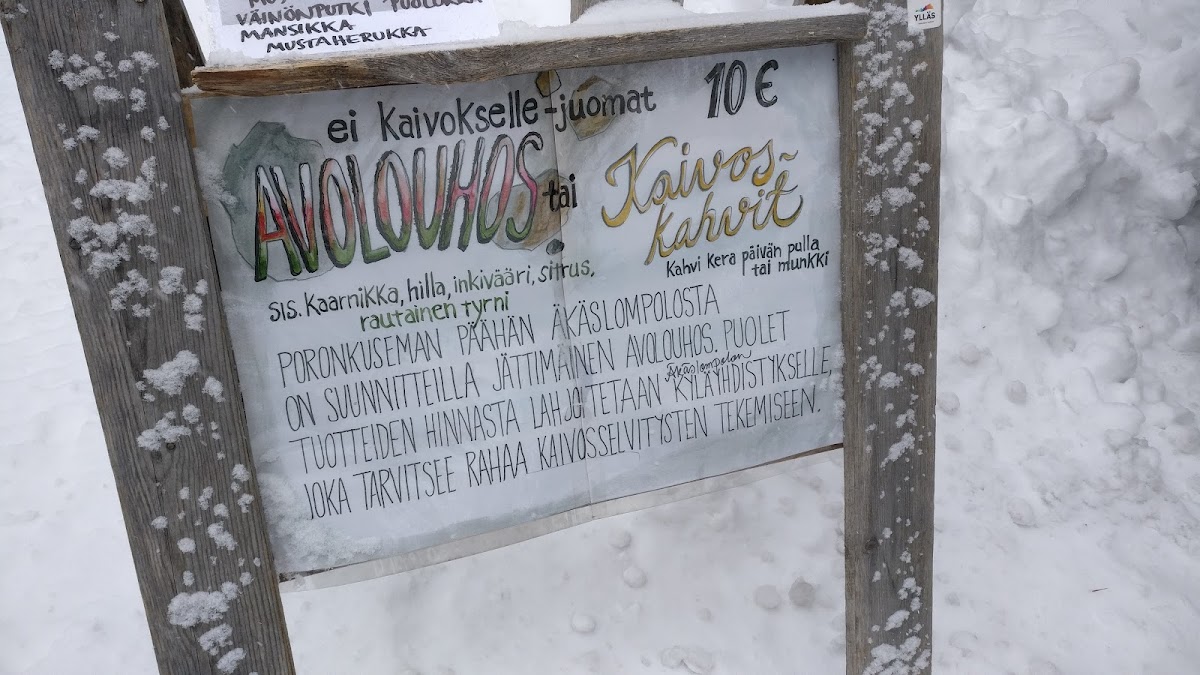 VÄINÖNPUTKI PUOLUKKA
MANSIKKA
MUSTAHERUKKA
YLLÄS
ei Kaivokselle-juomat 10 €
AVOLOUHOS tai Kaivos-
kahvit
Kahvi kera päivän pulla
tai munkki
SIS. Kaarnikka, hilla, inkivääri, sitrus,
rautainen tyrni
PORONKUSEMAN PÄÄHÄN ÄKÄSLOMPOLOSTA
ON SUUNNITTEILLA JÄTTIMÄINEN AVOLOUHOS. PUOLET
Äkäslompolon
TUOTTEIDEN HINNASTA LAHJOITETAAN KYLÄYHDISTYKSELLE,
JOKA TARVITSEE RAHAA KAIVOSSELVITYSTEN TEKEMISEEN.